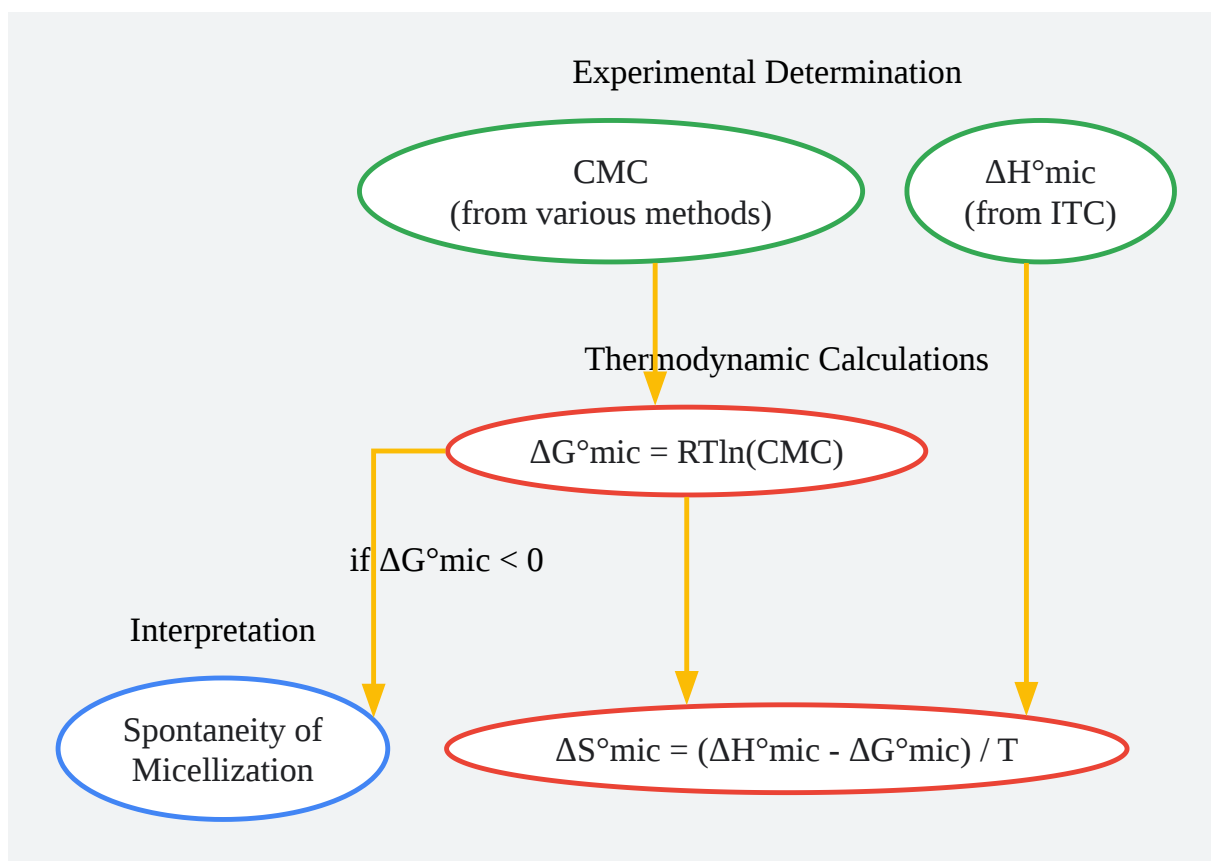 Experimental Determination
CMC
(from various methods)
ΔH°mic
(from ITC)
Thermodynamic Calculations
ΔG°mic = RTln(CMC)
if ΔG°mic < 0
Interpretation
Spontaneity of
Micellization
ΔS°mic = (ΔH°mic - ΔG°mic) / T